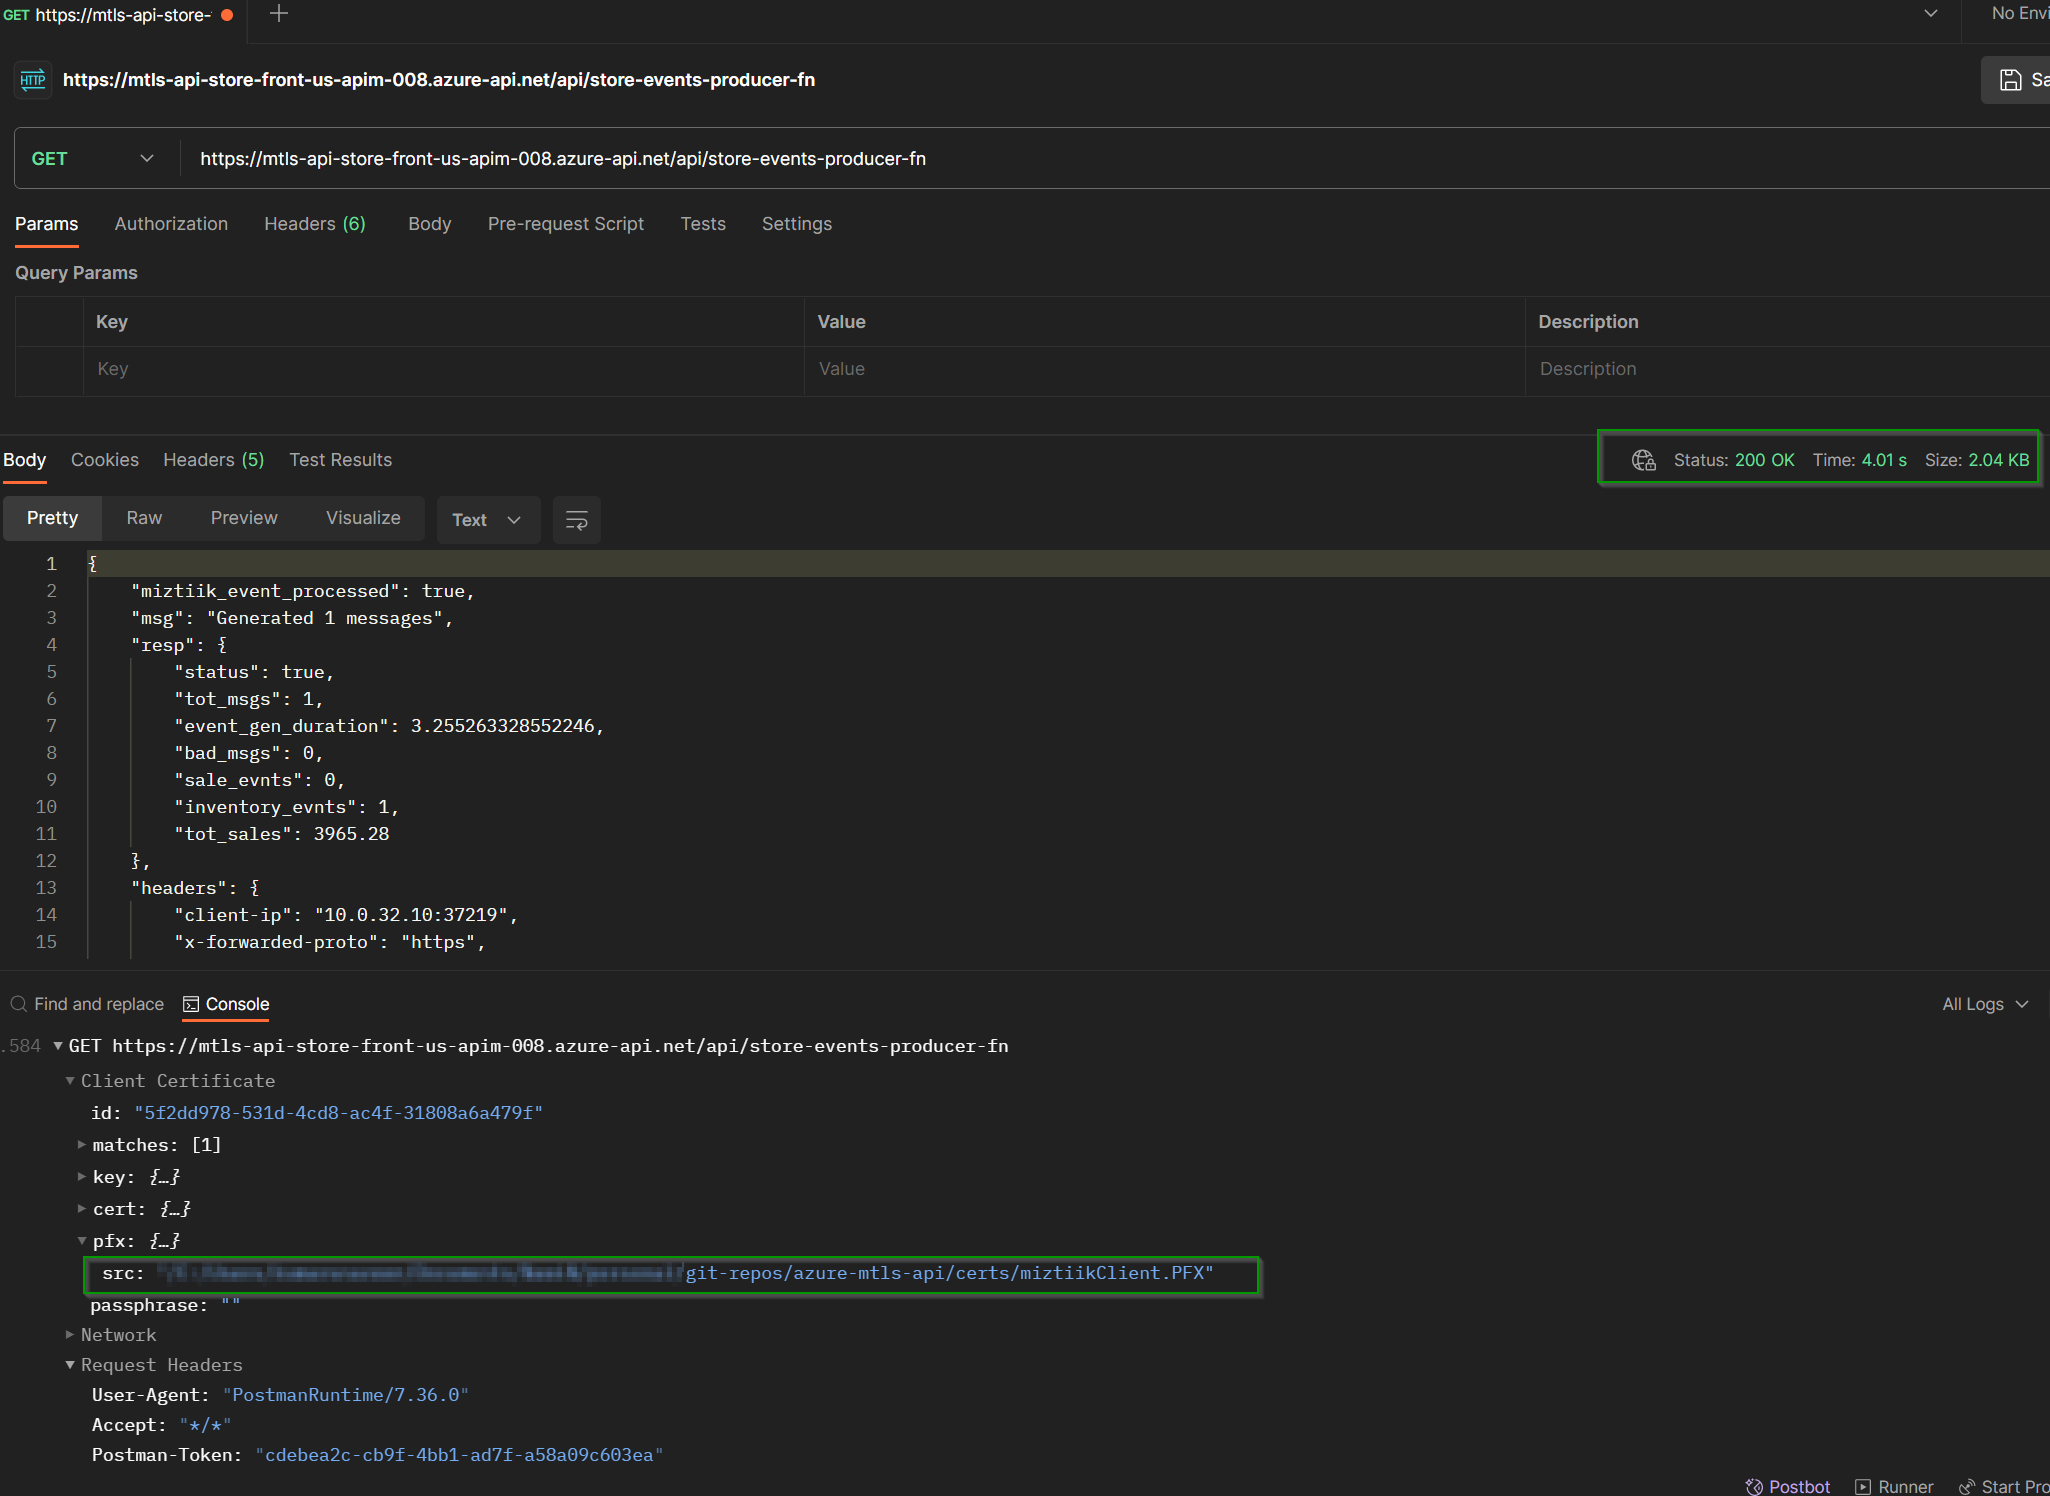 GET https://mtls-api-store-
No Envi
HTTP https://mtls-api-store-front-us-apim-008.azure-api.net/api/store-events-producer-fn
Sa
GET https://mtls-api-store-front-us-apim-008.azure-api.net/api/store-events-producer-fn
Params Authorization Headers (6) Body Pre-request Script Tests Settings
Query Params
Key Value Description
Key Value Description
Body Cookies Headers (5) Test Results Status: 200 OK Time: 4.01 s Size: 2.04 KB
Pretty Raw Preview Visualize Text
1 {
2 "miztiik_event_processed": true,
3 "msg": "Generated 1 messages",
4 "resp": {
5 "status": true,
6 "tot_msgs": 1,
7 "event_gen_duration": 3.255263328552246,
8 "bad_msgs": 0,
9 "sale_evnts": 0,
10 "inventory_evnts": 1,
11 "tot_sales": 3965.28
12 },
13 "headers": {
14 "client-ip": "10.0.32.10:37219",
15 "x-forwarded-proto": "https",
Find and replace Console All Logs
.584 GET https://mtls-api-store-front-us-apim-008.azure-api.net/api/store-events-producer-fn
Client Certificate
id: "5f2dd978-531d-4cd8-ac4f-31808a6a479f"
matches: [1]
key: {…}
cert: {…}
pfx: {…}
src: git-repos/azure-mtls-api/certs/miztiikClient.PFX"
passphrase: ""
Network
Request Headers
User-Agent: "PostmanRuntime/7.36.0"
Accept: "*/*"
Postman-Token: "cdebea2c-cb9f-4bb1-ad7f-a58a09c603ea"
Postbot Runner Start Pro